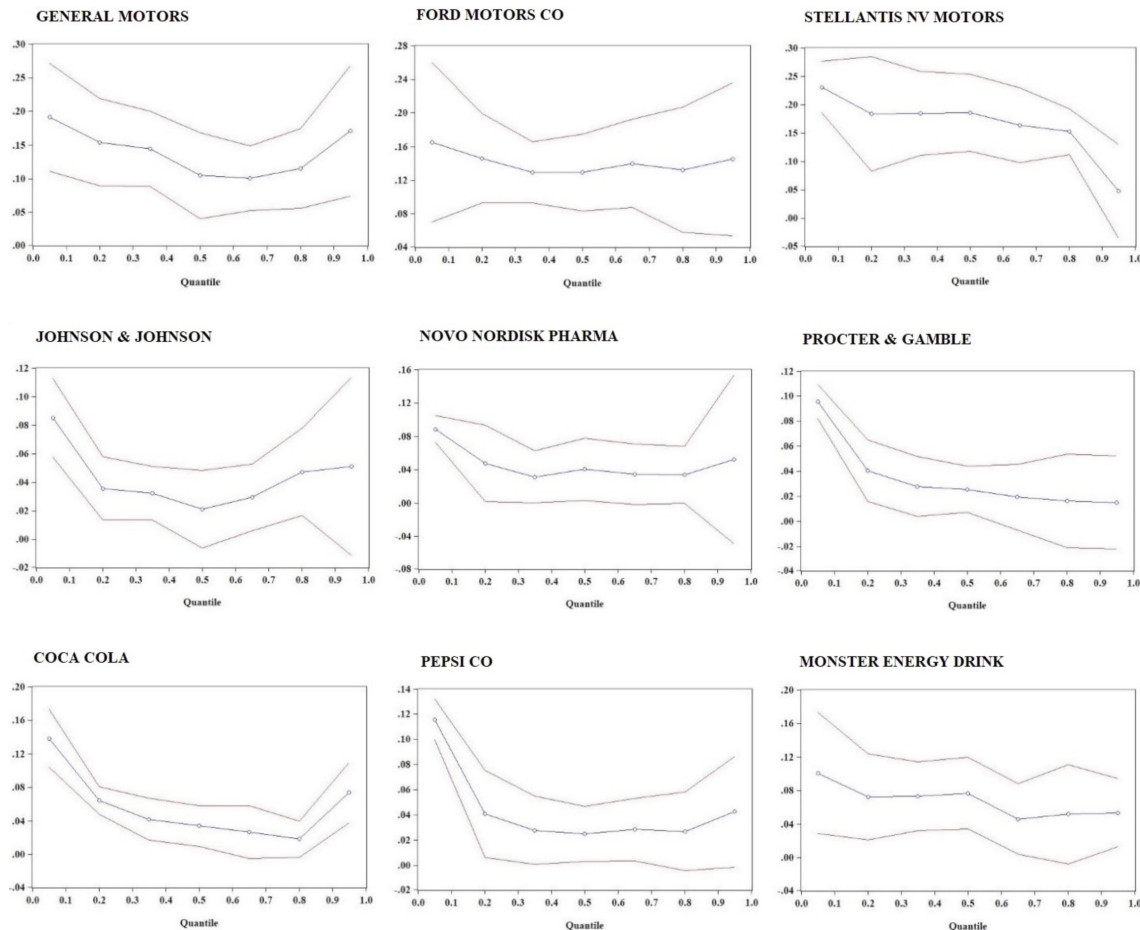 GENERAL MOTORS
.30
.25
.20
.15
.10
.05
.00
0.0 0.1 0.2 0.3 0.4 0.5 0.6 0.7 0.8 0.9 1.0
Quantile
FORD MOTORS CO
.28
.24
.20
.16
.12
.08
.04
0.0 0.1 0.2 0.3 0.4 0.5 0.6 0.7 0.8 0.9 1.0
Quantile
STELLANTIS NV MOTORS
.30
.25
.20
.15
.10
.05
.00
-.05
0.0 0.1 0.2 0.3 0.4 0.5 0.6 0.7 0.8 0.9 1.0
Quantile
JOHNSON & JOHNSON
.12
.10
.08
.06
.04
.02
.00
-.02
0.0 0.1 0.2 0.3 0.4 0.5 0.6 0.7 0.8 0.9 1.0
Quantile
NOVO NORDISK PHARMA
.16
.12
.08
.04
.00
-.04
-.08
0.0 0.1 0.2 0.3 0.4 0.5 0.6 0.7 0.8 0.9 1.0
Quantile
PROCTER & GAMBLE
.12
.10
.08
.06
.04
.02
.00
-.02
-.04
0.0 0.1 0.2 0.3 0.4 0.5 0.6 0.7 0.8 0.9 1.0
Quantile
COCA COLA
.20
.16
.12
.08
.04
.00
-.04
0.0 0.1 0.2 0.3 0.4 0.5 0.6 0.7 0.8 0.9 1.0
Quantile
PEPSI CO
.14
.12
.10
.08
.06
.04
.02
.00
-.02
0.0 0.1 0.2 0.3 0.4 0.5 0.6 0.7 0.8 0.9 1.0
Quantile
MONSTER ENERGY DRINK
.20
.16
.12
.08
.04
.00
-.04
0.0 0.1 0.2 0.3 0.4 0.5 0.6 0.7 0.8 0.9 1.0
Quantile